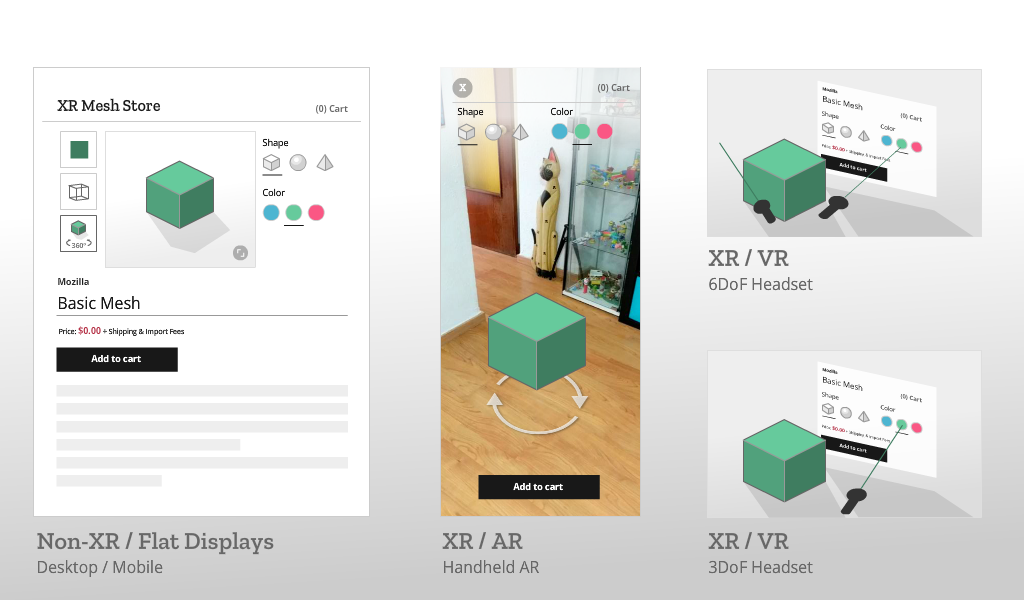 XR Mesh Store
(0) Cart
Shape
Color
360°
Mozilla
Basic Mesh
Price: $0.00 + Shipping & Import Fees
Add to cart
Non-XR / Flat Displays
Desktop / Mobile
X
(0) Cart
Shape
Color
Add to cart
XR / AR
Handheld AR
Mozilla
Basic Mesh
(0) Cart
Shape
Color
Price: $0.00 + Shipping & Import Fees
Add to cart
XR / VR
6DoF Headset
Mozilla
Basic Mesh
(0) Cart
Shape
Color
Price: $0.00 + Shipping & Import Fees
Add to cart
XR / VR
3DoF Headset